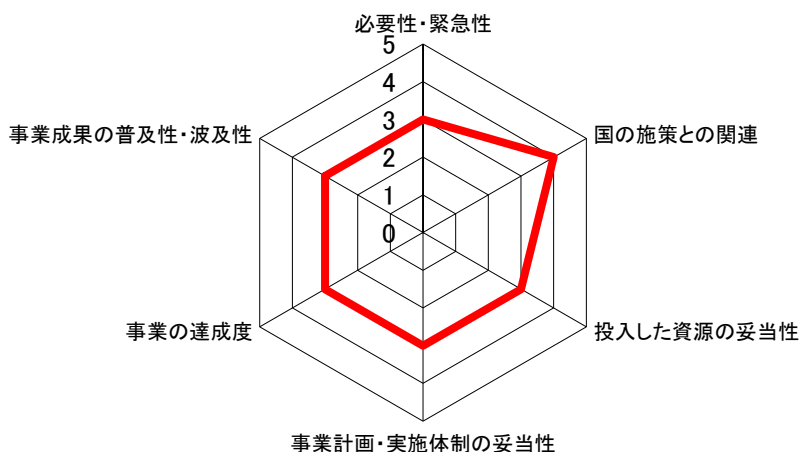 必要性・緊急性
5
4
3
2
1
0
国の施策との関連
投入した資源の妥当性
事業計画・実施体制の妥当性
事業の達成度
事業成果の普及性・波及性